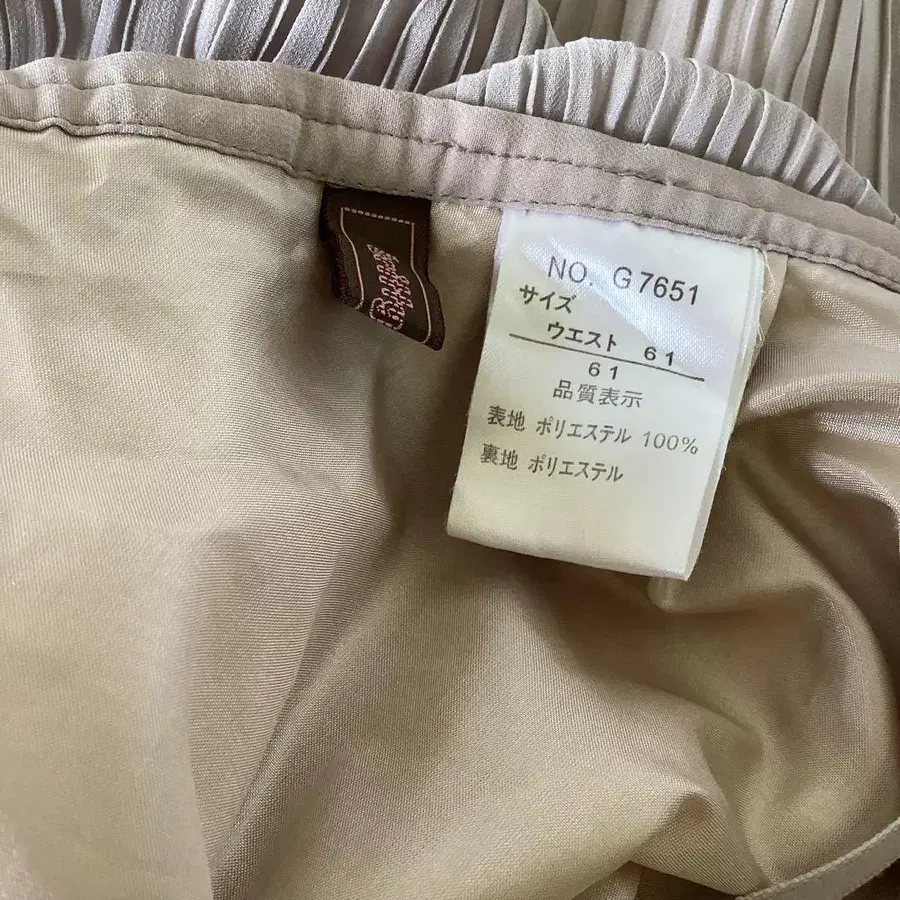 NO. G7651
サイズ
ウエスト 61
61
品質表示
表地 ポリエステル 100%
裏地 ポリエステル